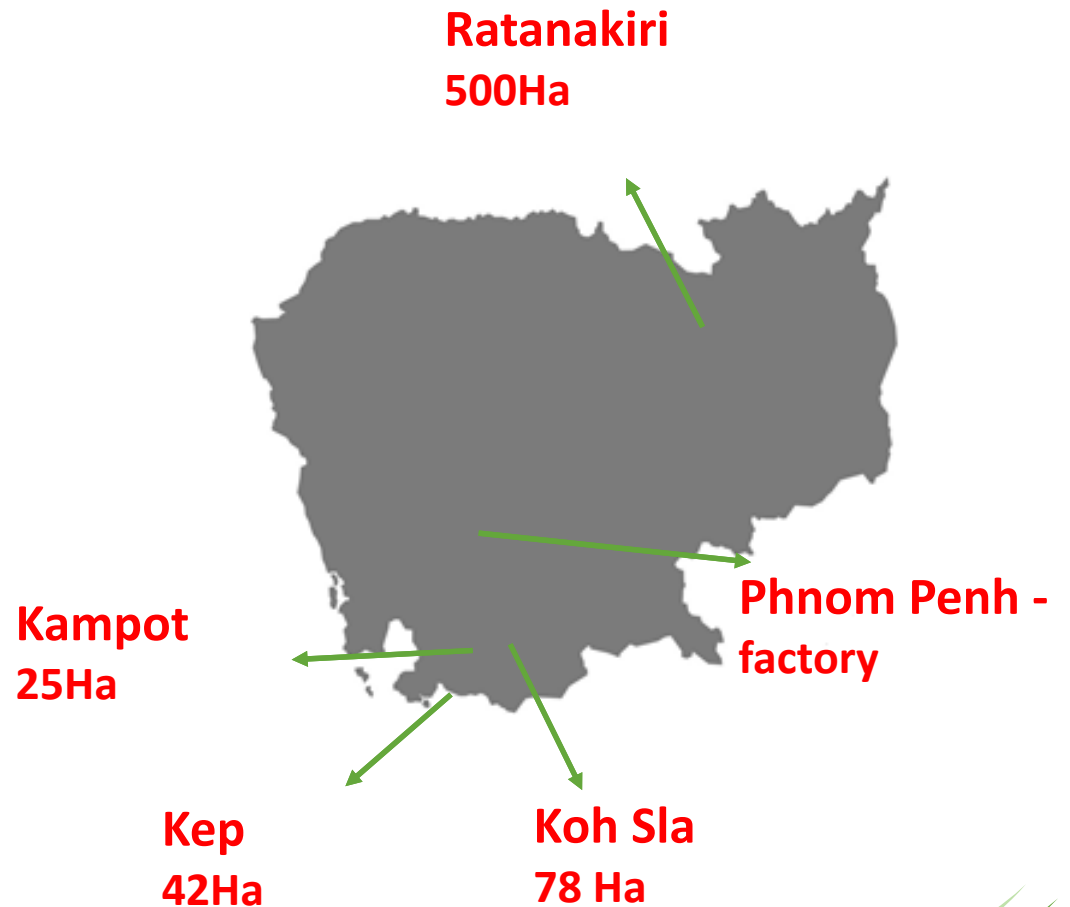 Ratanakiri
500Ha
Phnom Penh -
factory
Kampot
25Ha
Kep
42Ha
Koh Sla
78 Ha